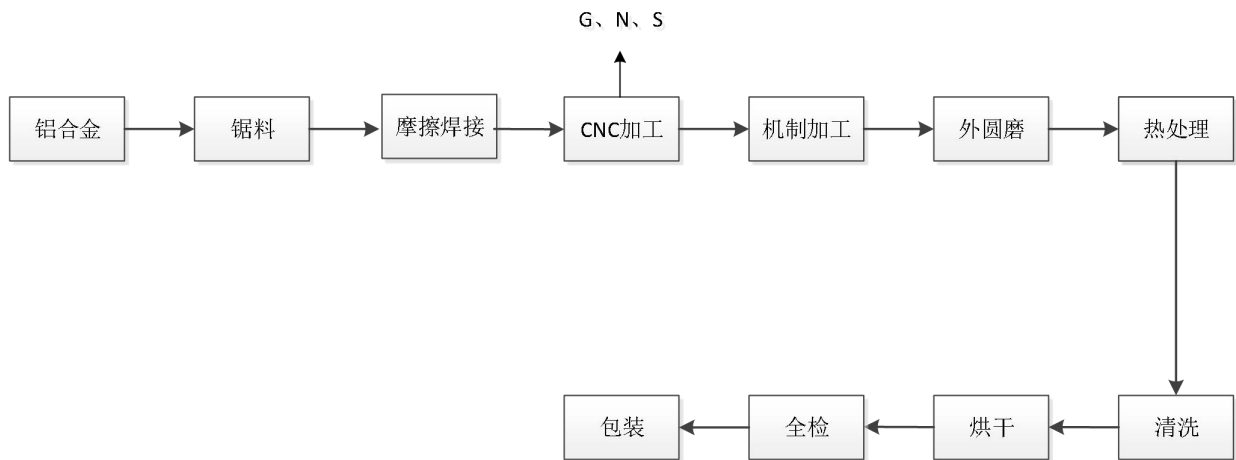 G、N、S
铝合金
锯料
摩擦焊接
CNC加工
机制加工
外圆磨
热处理
清洗
烘干
全检
包装